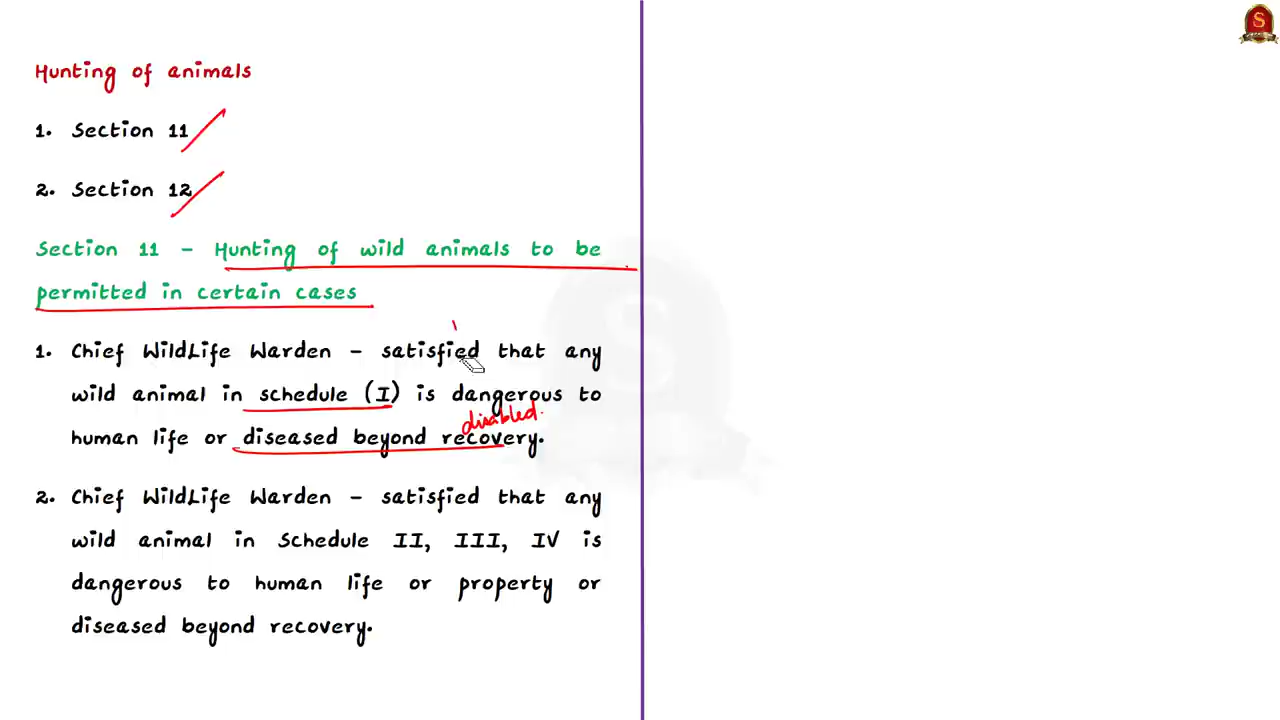 Hunting of animals
1. Section 11
2. Section 12
Section 11 - Hunting of wild animals to be
permitted in certain cases
1. Chief WildLife Warden - satisfied that any
wild animal in schedule (I) is dangerous to
disabled.
human life or diseased beyond recovery.
2. Chief WildLife Warden - satisfied that any
wild animal in Schedule II, III, IV is
dangerous to human life or property or
diseased beyond recovery.
S